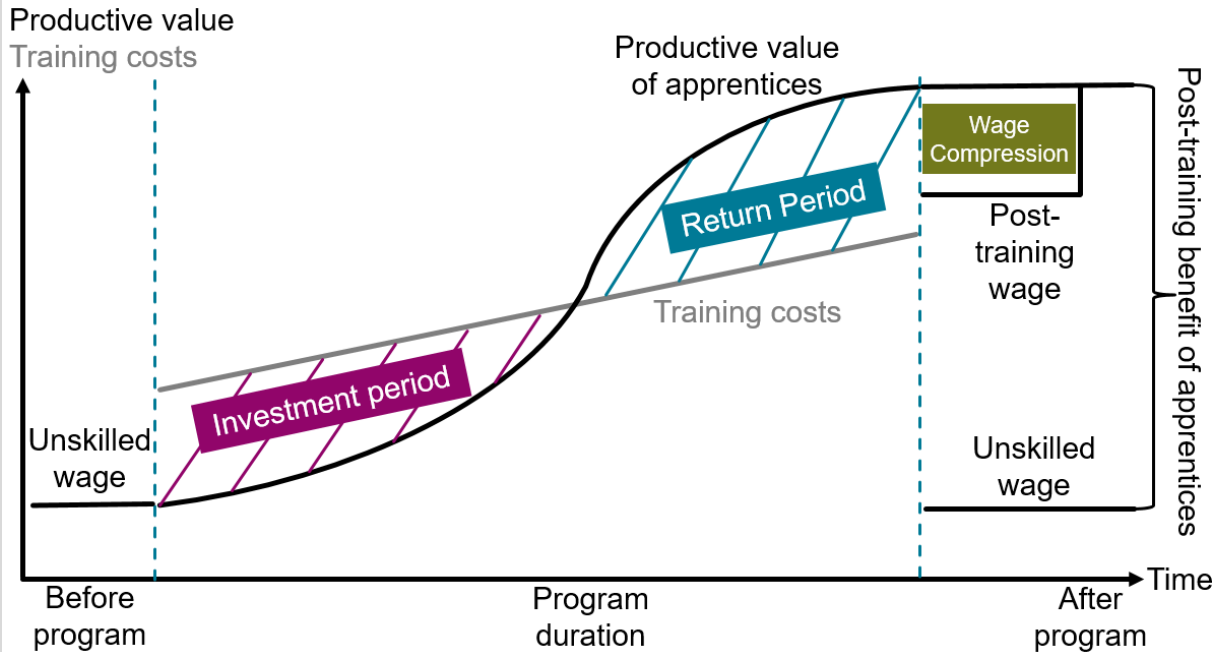 Productive value
Training costs
Productive value
of apprentices
Wage
Compression
Return Period
Post-
training
wage
Training costs
Investment period
Unskilled
wage
Unskilled
wage
Post-training benefit of apprentices
Time
Before
program
Program
duration
After
program